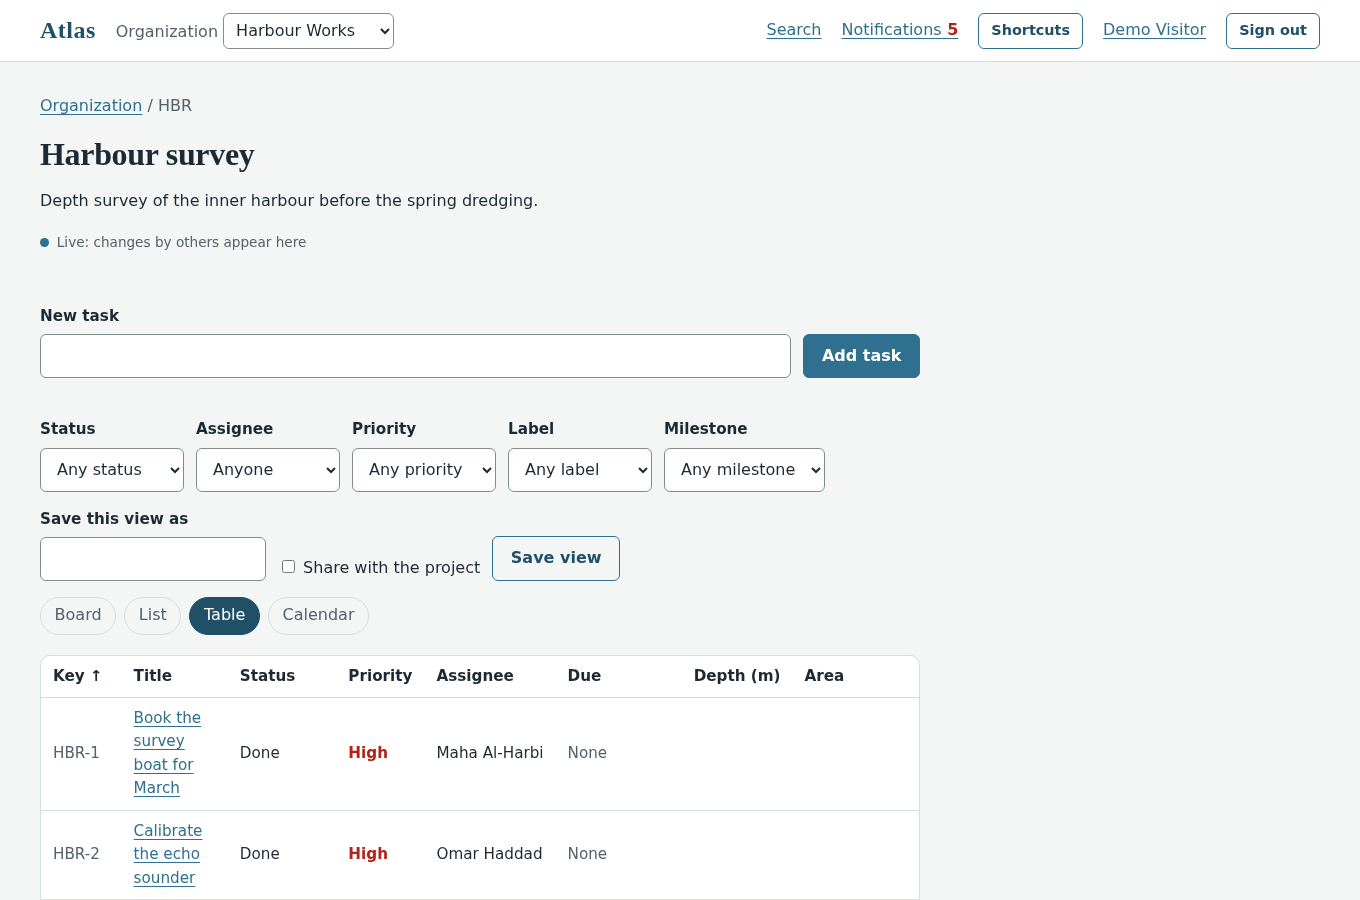 Atlas Organization Harbour Works Search Notifications 5 Shortcuts Demo Visitor Sign out
Organization / HBR
Harbour survey
Depth survey of the inner harbour before the spring dredging.
Live: changes by others appear here
New task
Add task
Status Assignee Priority Label Milestone
Any status Anyone Any priority Any label Any milestone
Save this view as
Share with the project Save view
Board List Table Calendar
Key ↑ Title Status Priority Assignee Due Depth (m) Area
HBR-1 Book the survey boat for March Done High Maha Al-Harbi None
HBR-2 Calibrate the echo sounder Done High Omar Haddad None